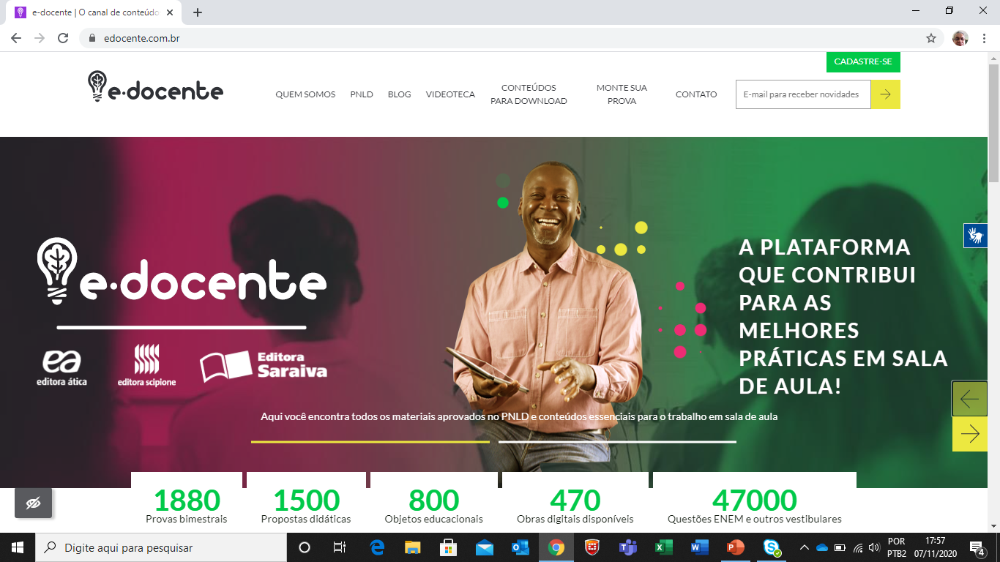 e-docente | O canal de conteúdo
edocente.com.br
CADASTRE-SE
e-docente
QUEM SOMOS
PNLD
BLOG
VIDEOTECA
CONTEÚDOS
PARA DOWNLOAD
MONTE SUA
PROVA
CONTATO
E-mail para receber novidades
e-docente
ea
editora ática
editora scipione
Editora
Saraiva
A PLATAFORMA
QUE CONTRIBUI
PARA AS
MELHORES
PRÁTICAS EM SALA
DE AULA!
Aqui você encontra todos os materiais aprovados no PNLD e conteúdos essenciais para o trabalho em sala de aula
1880
Provas bimestrais
1500
Propostas didáticas
800
Objetos educacionais
470
Obras digitais disponíveis
47000
Questões ENEM e outros vestibulares
Digite aqui para pesquisar
POR
PTB2
17:57
07/11/2020
4